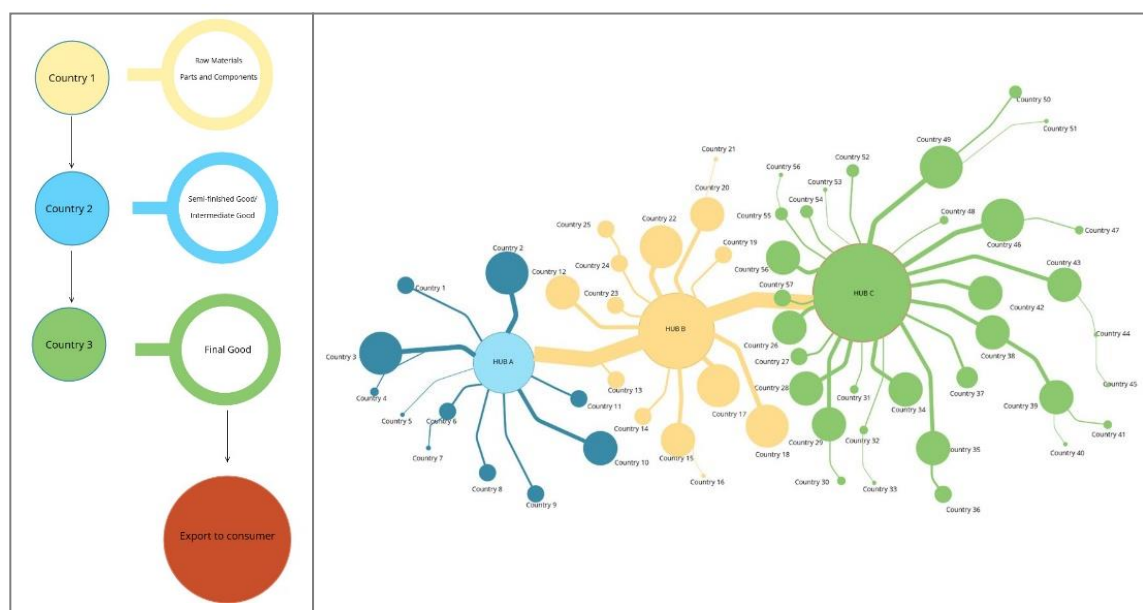 Country 1
Raw Materials
Parts and Components
Country 2
Semi-finished Good/
Intermediate Good
Country 3
Final Good
Export to consumer
Country 50
Country 51
Country 49
Country 21
Country 56
Country 52
Country 53
Country 20
Country 54
Country 48
Country 25
Country 22
Country 55
Country 47
Country 46
Country 2
Country 19
Country 24
Country 56
Country 43
Country 12
Country 1
Country 57
HUB C
Country 23
Country 42
HUB B
Country 26
Country 44
Country 3
HUB A
Country 27
Country 38
Country 13
Country 45
Country 28
Country 37
Country 4
Country 31
Country 11
Country 17
Country 39
Country 5
Country 6
Country 14
Country 34
Country 29
Country 41
Country 32
Country 7
Country 10
Country 15
Country 18
Country 35
Country 40
Country 8
Country 16
Country 30
Country 33
Country 9
Country 36